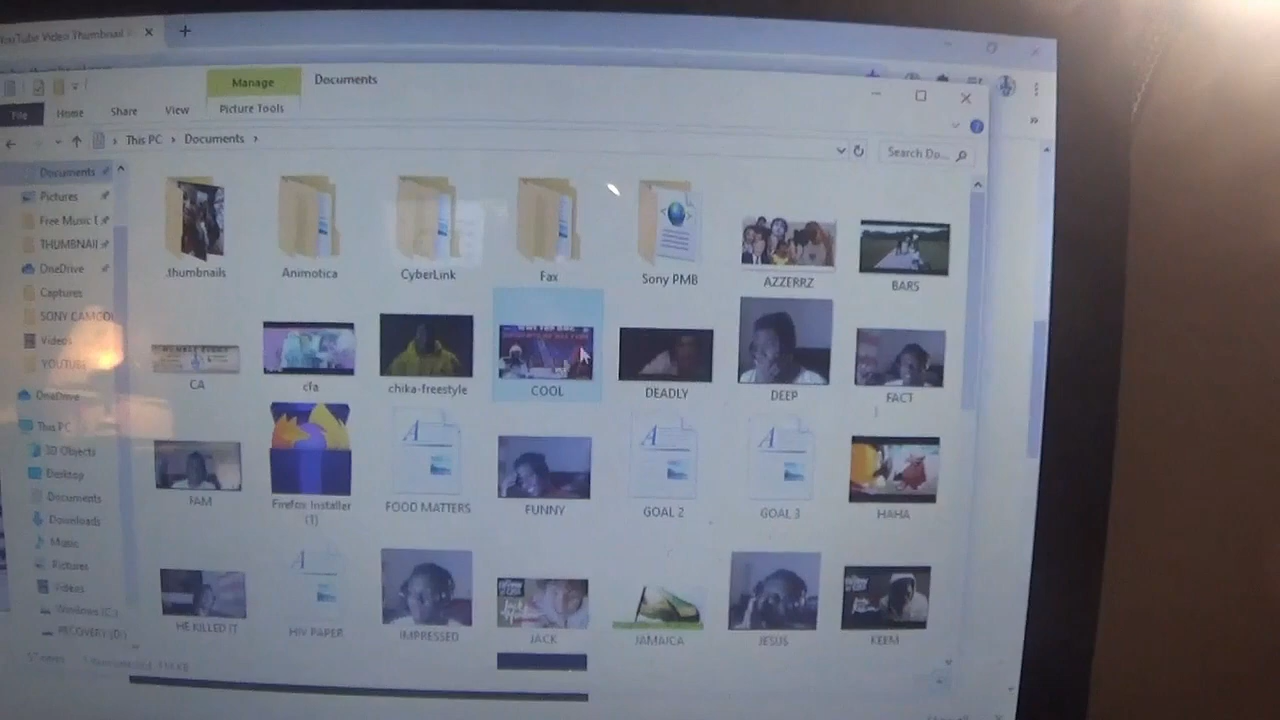 YouTube Video Thumbnail
Manage
Documents
File
Home
Share
View
Picture Tools
This PC
Documents
Search Do...
Documents
Pictures
Free Music
THUMBNAIL
OneDrive
Captures
SONY
Videos
OneDrive
This PC
3D Objects
Desktop
Documents
Downloads
Music
Pictures
Videos
Windows (C:)
RECOVERY (D:)
.thumbnails
Animotica
CyberLink
Fax
Sony PMB
AZZERRZ
BARS
CA
cfa
chika-freestyle
COOL
DEADLY
DEEP
FACT
FAM
Firefox Installer
(1)
FOOD MATTERS
FUNNY
GOAL 2
GOAL 3
HAHA
HE KILLED IT
HIV PAPER
IMPRESSED
JACK
JAMAICA
JESUS
KEEM